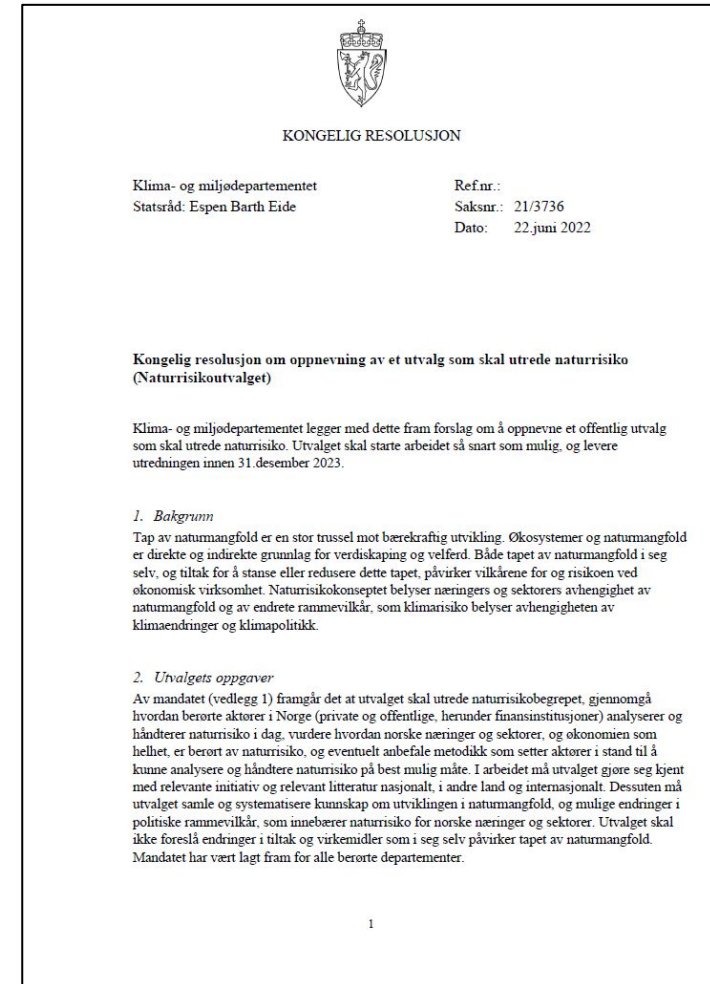 KONGELIG RESOLUSJON
Klima- og miljødepartementet
Statsråd: Espen Barth Eide
Ref.nr.:
Saksnr.: 21/3736
Dato: 22.juni 2022
Kongelig resolusjon om oppnevning av et utvalg som skal utrede naturrisiko
(Naturrisikoutvalget)
Klima- og miljødepartementet legger med dette fram forslag om å oppnevne et offentlig utvalg
som skal utrede naturrisiko. Utvalget skal starte arbeidet så snart som mulig, og levere
utredningen innen 31.desember 2023.
1. Bakgrunn
Tap av naturmangfold er en stor trussel mot bærekraftig utvikling. Økosystemer og naturmangfold
er direkte og indirekte grunnlag for verdiskaping og velferd. Både tapet av naturmangfold i seg
selv, og tiltak for å stanse eller redusere dette tapet, påvirker vilkårene for og risikoen ved
økonomisk virksomhet. Naturrisikokonseptet belyser næringers og sektorers avhengighet av
naturmangfold og av endrete rammevilkår, som klimarisiko belyser avhengigheten av
klimaendringer og klimapolitikk.
2. Utvalgets oppgaver
Av mandatet (vedlegg 1) framgår det at utvalget skal utrede naturrisikobegrepet, gjennomgå
hvordan berørte aktører i Norge (private og offentlige, herunder finansinstitusjoner) analyserer og
håndterer naturrisiko i dag, vurdere hvordan norske næringer og sektorer, og økonomien som
helhet, er berørt av naturrisiko, og eventuelt anbefale metodikk som setter aktører i stand til å
kunne analysere og håndtere naturrisiko på best mulig måte. I arbeidet må utvalget gjøre seg kjent
med relevante initiativ og relevant litteratur nasjonalt, i andre land og internasjonalt. Dessuten må
utvalget samle og systematisere kunnskap om utviklingen i naturmangfold, og mulige endringer i
politiske rammevilkår, som innebærer naturrisiko for norske næringer og sektorer. Utvalget skal
ikke foreslå endringer i tiltak og virkemidler som i seg selv påvirker tapet av naturmangfold.
Mandatet har vært lagt fram for alle berørte departementer.
1